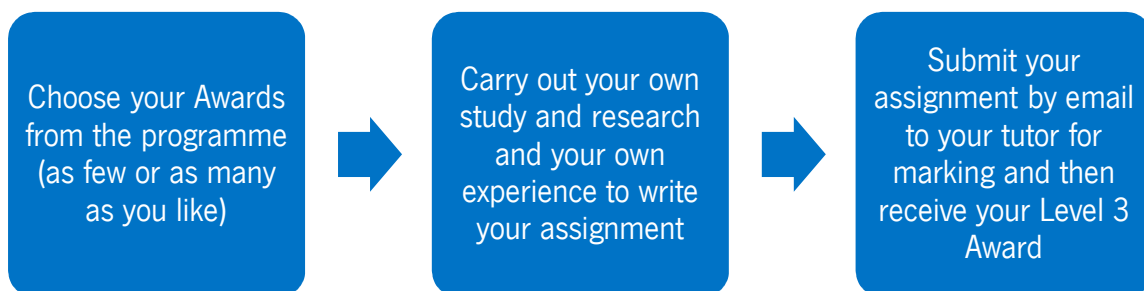 Choose your Awards
from the programme
(as few or as many
as you like)
Carry out your own
study and research
and your own
experience to write
your assignment
Submit your
assignment by email
to your tutor for
marking and then
receive your Level 3
Award